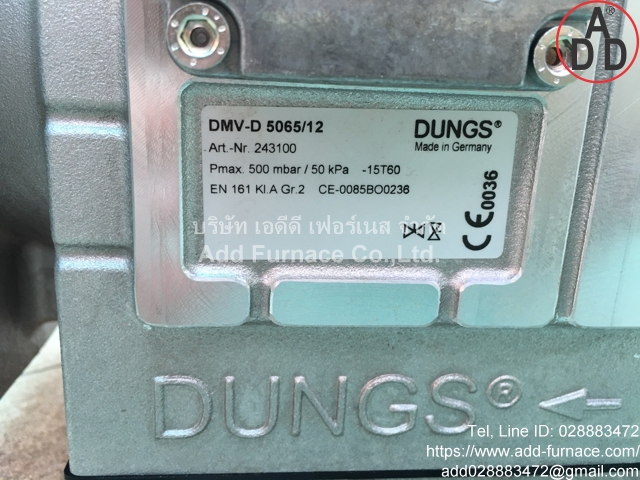 ADD
DMV-D 5065/12
DUNGS®
Made in Germany
Art.-Nr. 243100
Pmax. 500 mbar / 50 kPa -15T60
EN 161 Kl.A Gr.2 CE-0085BO0236
CE 0036
บริษัท เอดีดี เฟอร์เนส จำกัด
Add Furnace Co.,Ltd.
DUNGS®
Tel, Line ID: 028883472
https://www.add-furnace.com/
add028883472@gmail.com